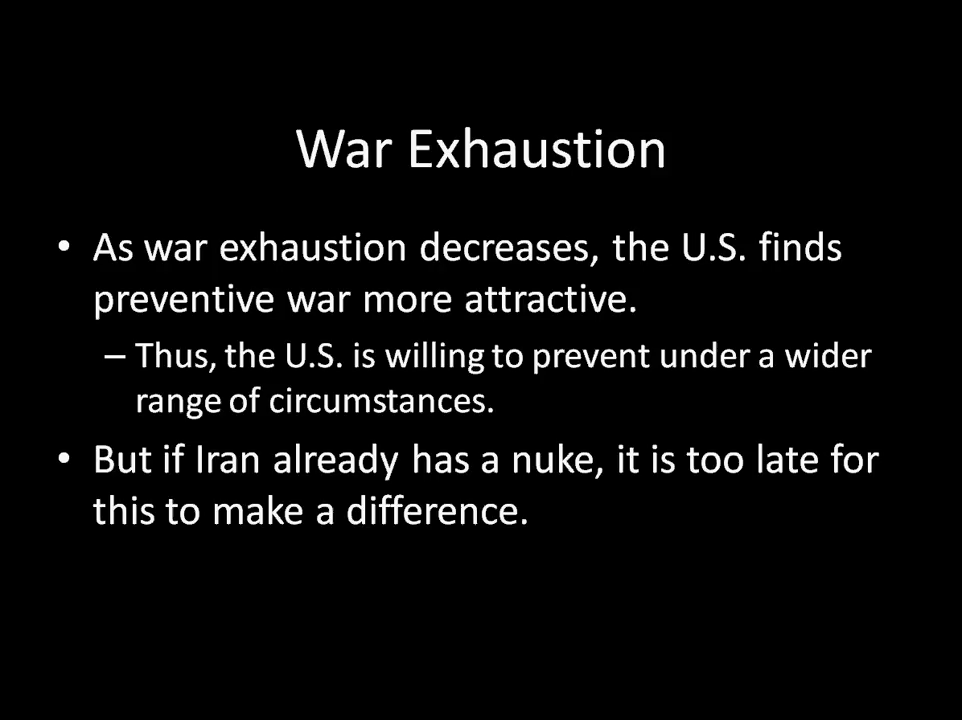 War Exhaustion
• As war exhaustion decreases, the U.S. finds
preventive war more attractive.
– Thus, the U.S. is willing to prevent under a wider
range of circumstances.
• But if Iran already has a nuke, it is too late for
this to make a difference.